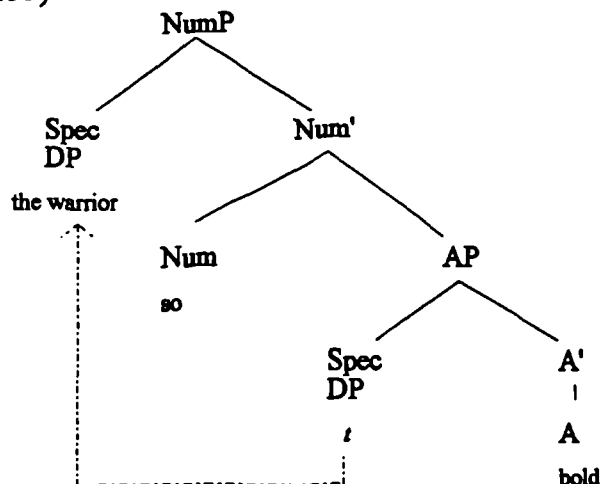 NumP
Spec Num'
DP
the warrior
Num AP
so
Spec A'
DP
t A
bold